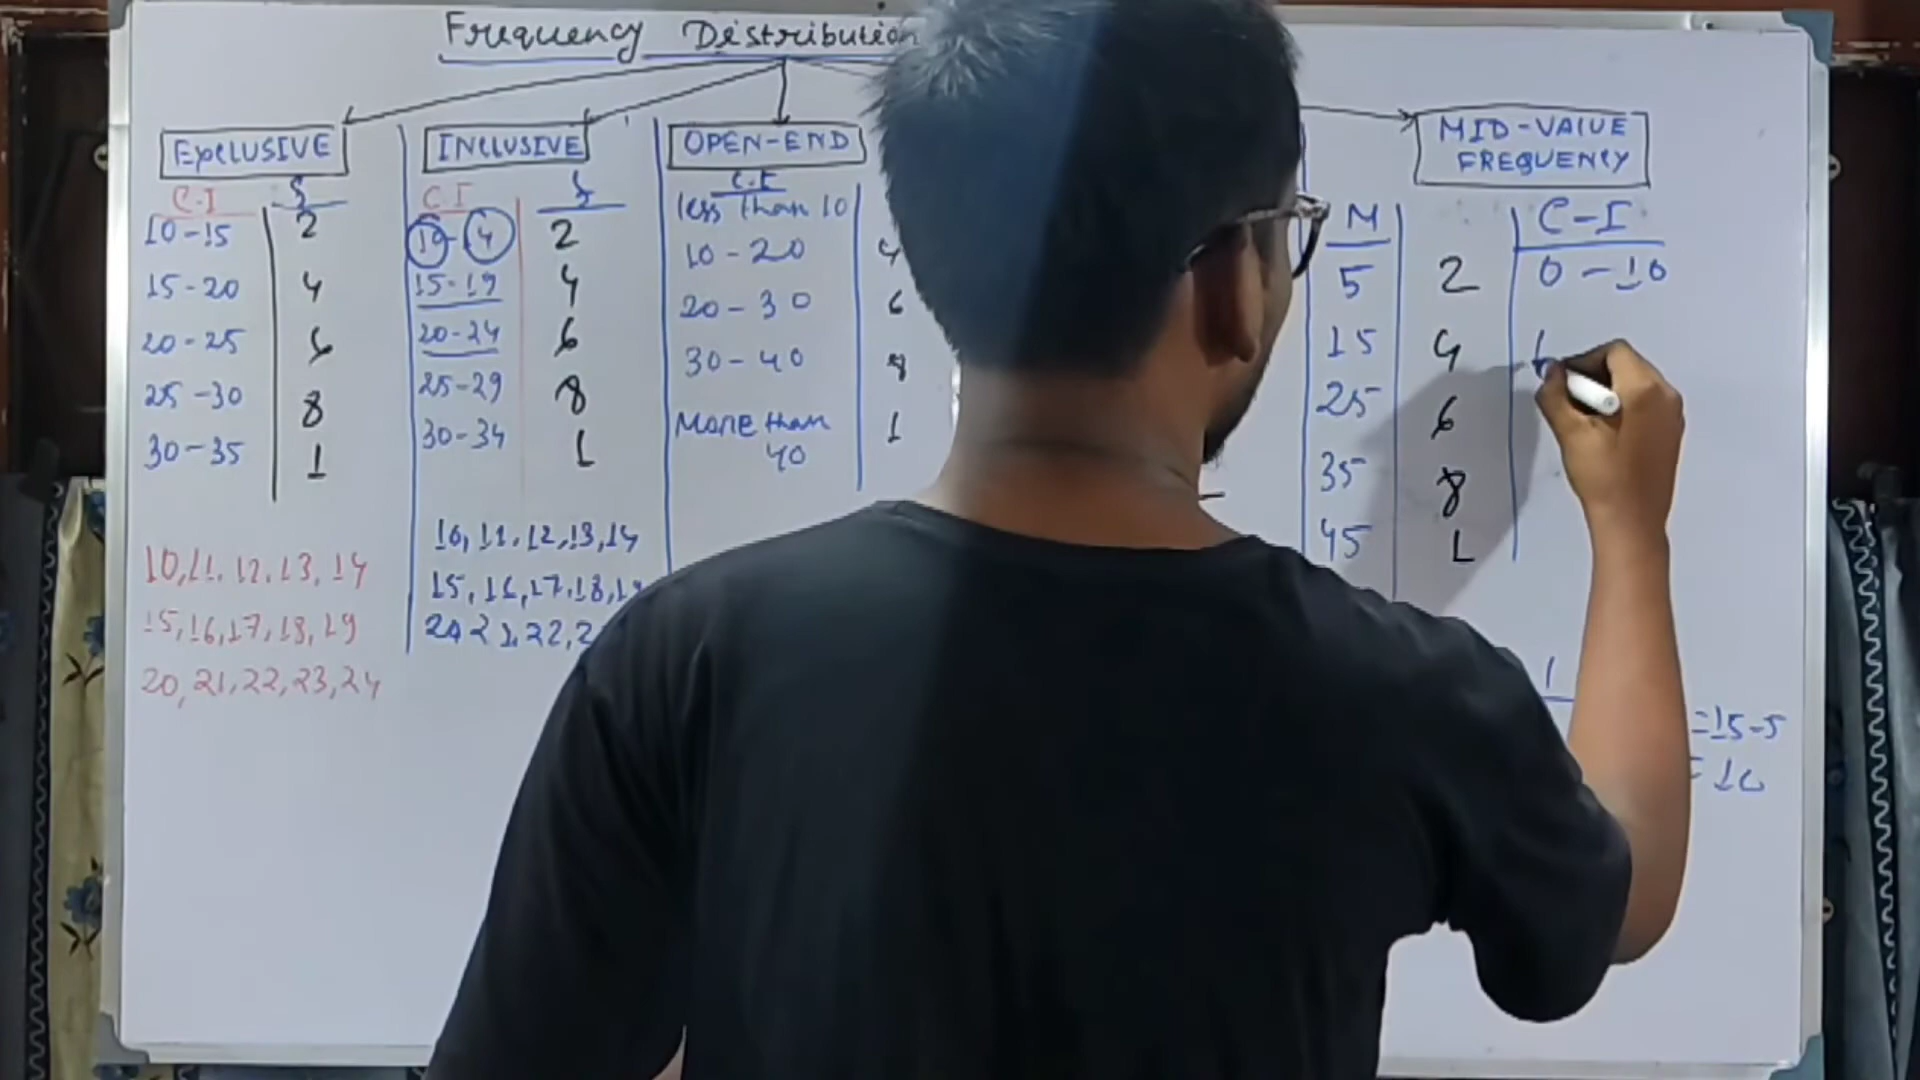 Frequency Distribution
EXCLUSIVE
C-I f
10-15 2
15-20 4
20-25 6
25-30 8
30-35 1
10, 11, 12, 13, 14
15, 16, 17, 18, 19
20, 21, 22, 23, 24
INCLUSIVE
C-I f
10-14 2
15-19 4
20-24 6
25-29 8
30-34 1
10, 11, 12, 13, 14
15, 16, 17, 18, 19
20 21, 22, 2
OPEN-END
C.I
less than 10
10-20 4
20-30 6
30-40 8
More than 1
40
MID-VALUE
FREQUENCY
M C-I
5 2 0-10
15 4
25 6
35 8
45 1
1
=15-5
= 10